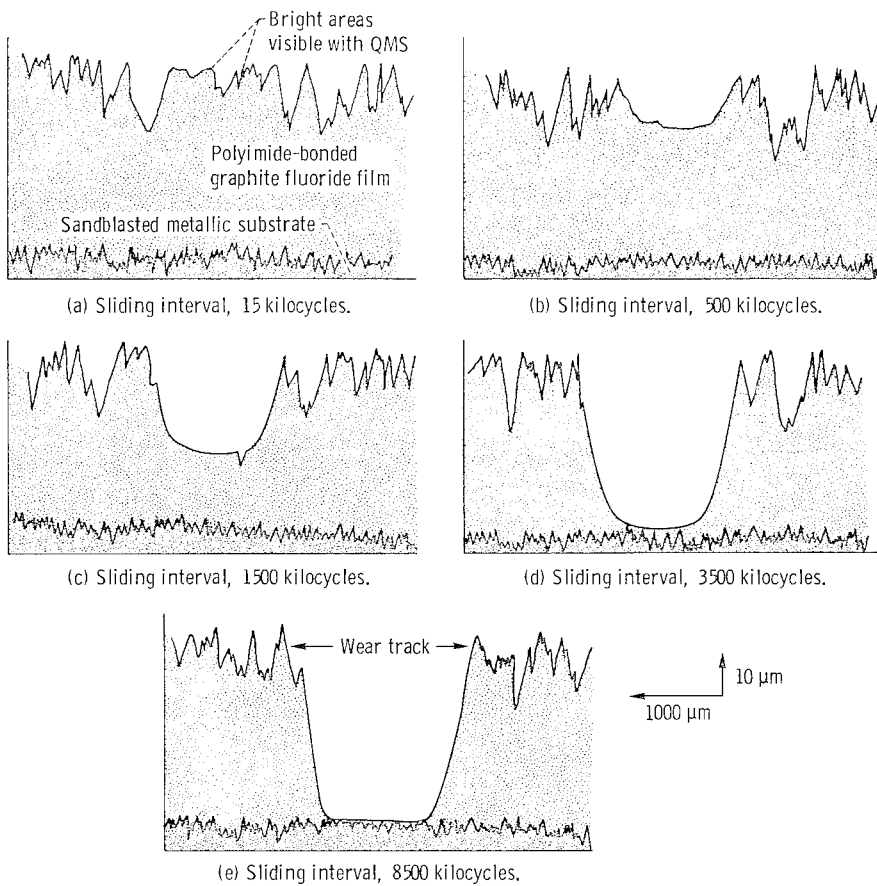 Bright areas
visible with QMS
Polyimide-bonded
graphite fluoride film
Sandblasted metallic substrate
(a) Sliding interval, 15 kilocycles.
(b) Sliding interval, 500 kilocycles.
(c) Sliding interval, 1500 kilocycles.
(d) Sliding interval, 3500 kilocycles.
Wear track
10 μm
1000 μm
(e) Sliding interval, 8500 kilocycles.